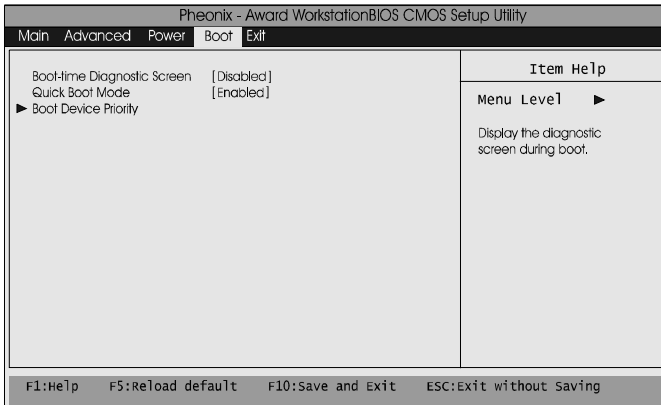 Pheonix - Award WorkstationBIOS CMOS Setup Utility
Main Advanced Power Boot Exit
Boot-time Diagnostic Screen [Disabled]
Quick Boot Mode [Enabled]
Boot Device Priority
Item Help
Menu Level
Display the diagnostic
screen during boot.
F1:Help F5:Reload default F10:Save and Exit ESC:Exit without Saving